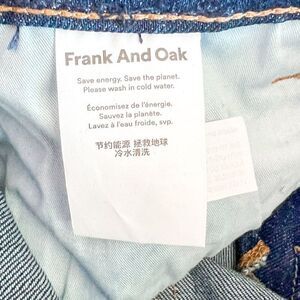 Frank And Oak
Save energy. Save the planet.
Please wash in cold water.
Économisez de l'énergie.
Sauvez la planète.
Lavez à l'eau froide, svp.
节约能源 拯救地球
冷水清洗